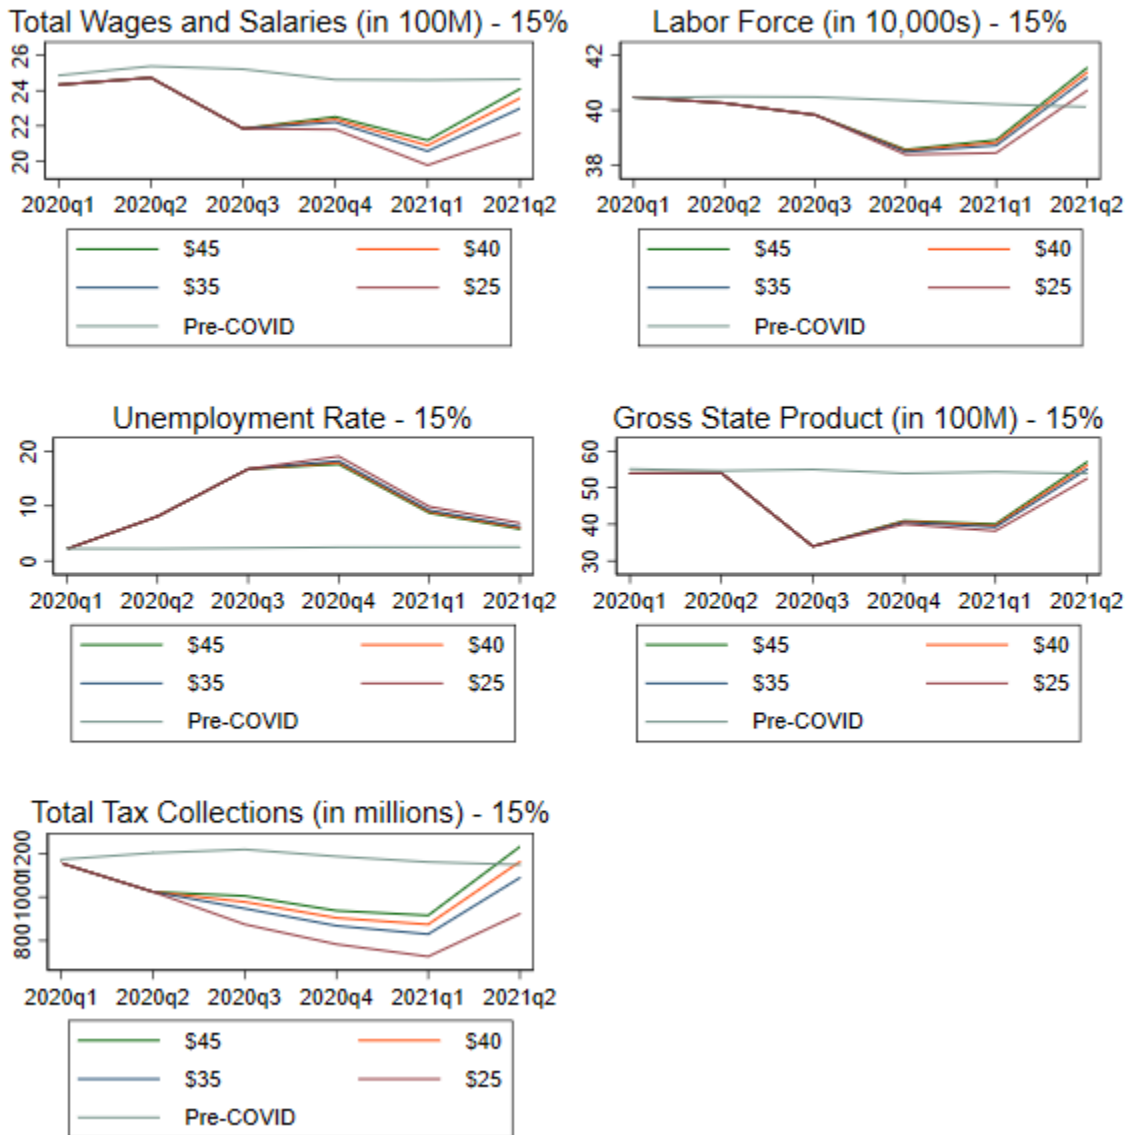 Total Wages and Salaries (in 100M) - 15%
26
24
22
20
2020q1 2020q2 2020q3 2020q4 2021q1 2021q2
$45 $40
$35 $25
Pre-COVID
Labor Force (in 10,000s) - 15%
42
40
38
2020q1 2020q2 2020q3 2020q4 2021q1 2021q2
$45 $40
$35 $25
Pre-COVID
Unemployment Rate - 15%
20
10
0
2020q1 2020q2 2020q3 2020q4 2021q1 2021q2
$45 $40
$35 $25
Pre-COVID
Gross State Product (in 100M) - 15%
60
50
40
30
2020q1 2020q2 2020q3 2020q4 2021q1 2021q2
$45 $40
$35 $25
Pre-COVID
Total Tax Collections (in millions) - 15%
1200
1000
800
2020q1 2020q2 2020q3 2020q4 2021q1 2021q2
$45 $40
$35 $25
Pre-COVID